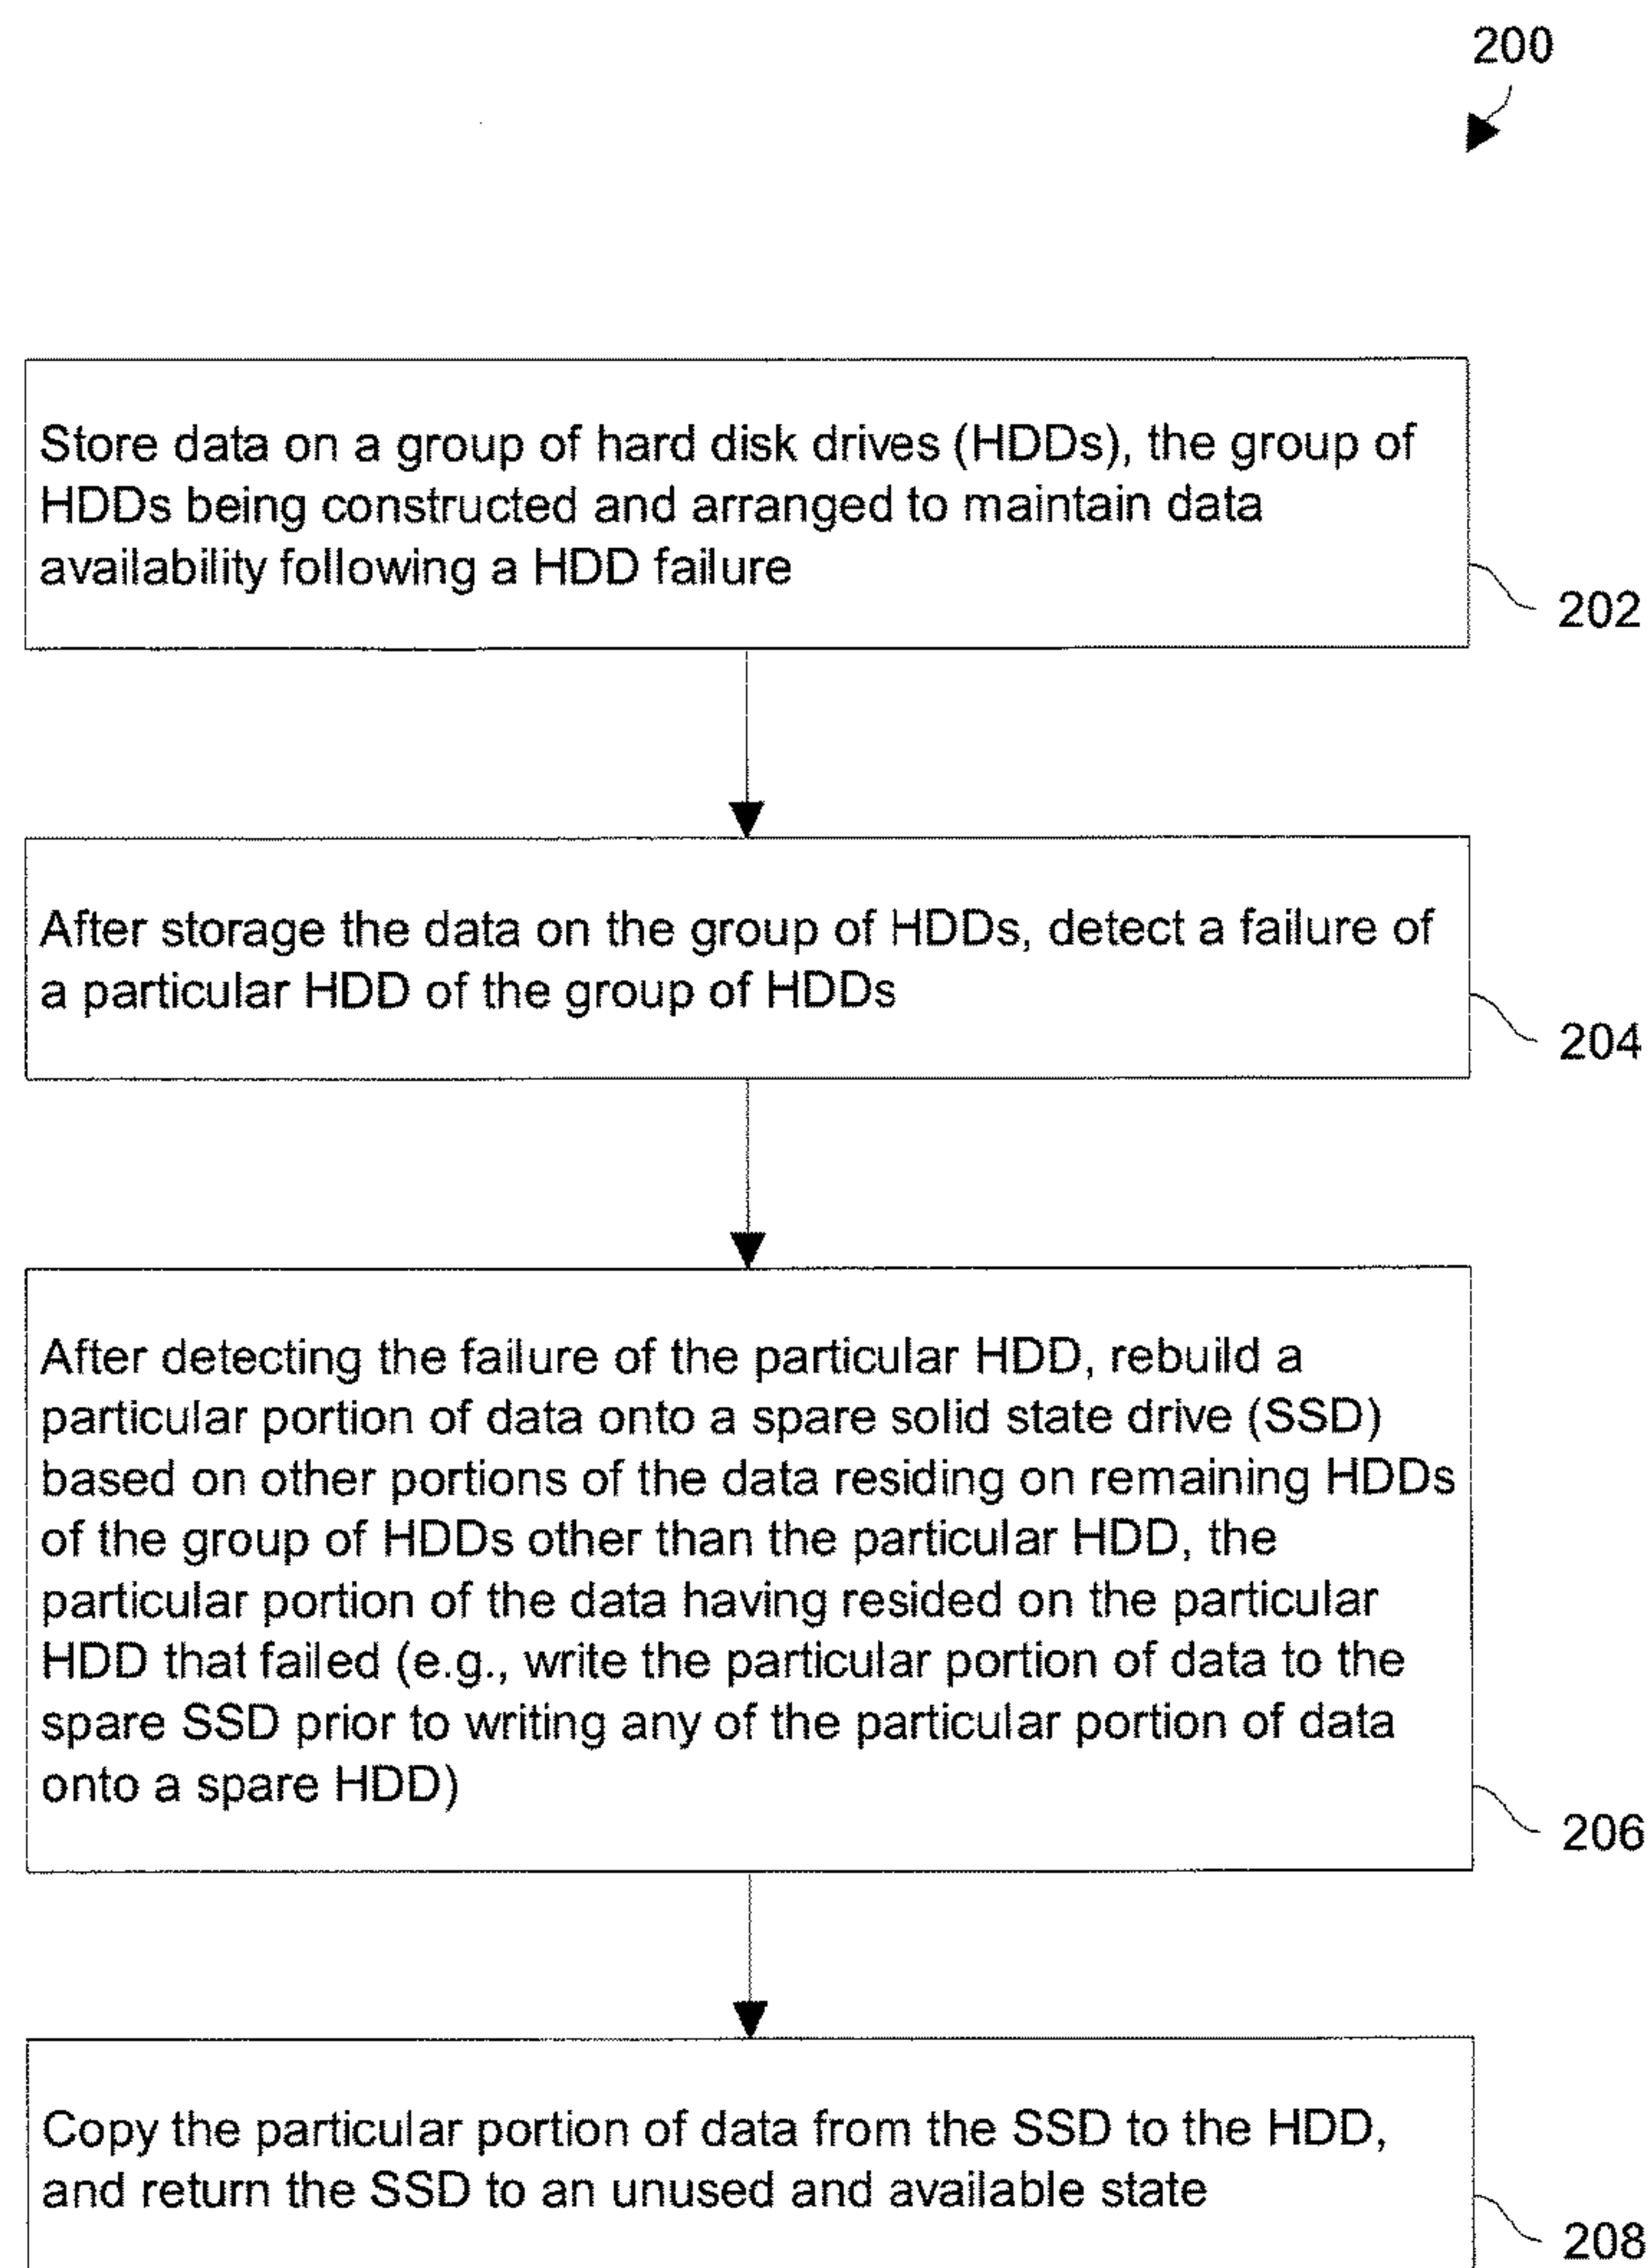 200
Store data on a group of hard disk drives (HDDs), the group of
HDDs being constructed and arranged to maintain data
availability following a HDD failure
202
After storage the data on the group of HDDs, detect a failure of
a particular HDD of the group of HDDs
204
After detecting the failure of the particular HDD, rebuild a
particular portion of data onto a spare solid state drive (SSD)
based on other portions of the data residing on remaining HDDs
of the group of HDDs other than the particular HDD, the
particular portion of the data having resided on the particular
HDD that failed (e.g., write the particular portion of data to the
spare SSD prior to writing any of the particular portion of data
onto a spare HDD)
206
Copy the particular portion of data from the SSD to the HDD,
and return the SSD to an unused and available state
208